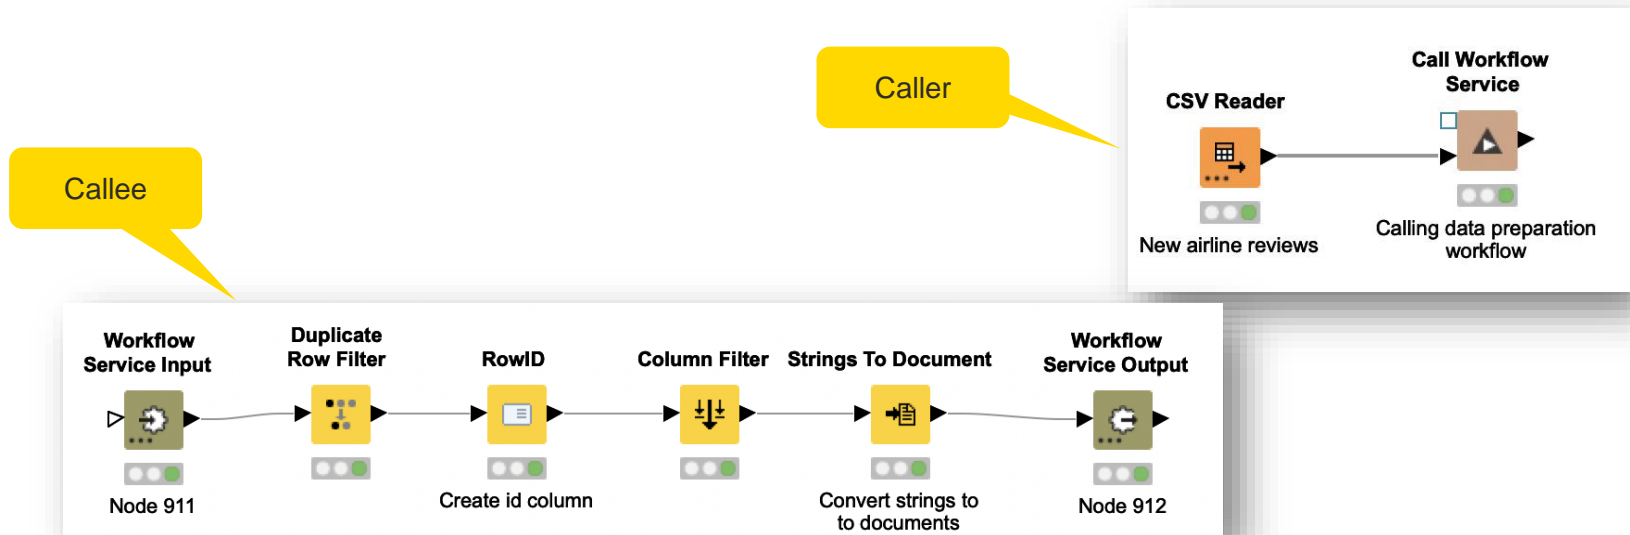 Caller
Call Workflow
Service
CSV Reader
New airline reviews
Calling data preparation
workflow
Callee
Workflow
Service Input
Duplicate
Row Filter
RowID
Column Filter
Strings To Document
Workflow
Service Output
Node 911
Create id column
Convert strings to
to documents
Node 912